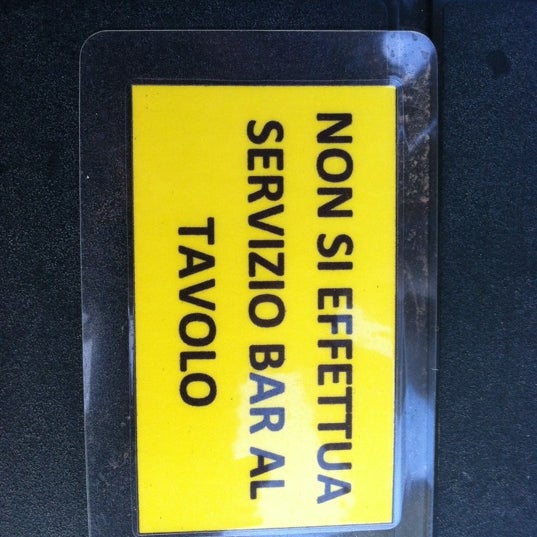 NON SI EFFETTUA
SERVIZIO BAR AL
TAVOLO